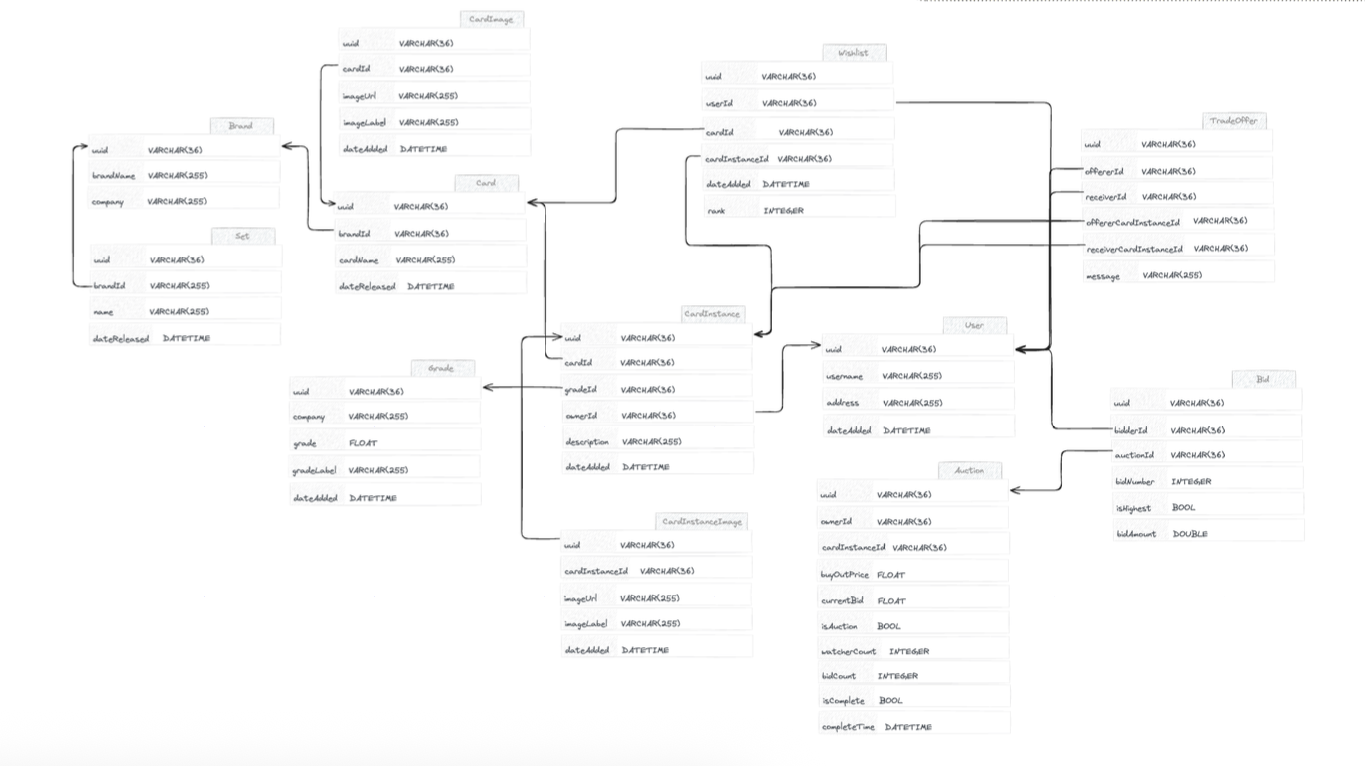 CardImage
uuid VARCHAR(36)
cardId VARCHAR(36)
imageUrl VARCHAR(255)
imageLabel VARCHAR(255)
dateAdded DATETIME
Wishlist
uuid VARCHAR(36)
userId VARCHAR(36)
cardId VARCHAR(36)
cardInstanceId VARCHAR(36)
dateAdded DATETIME
rank INTEGER
TradeOffer
uuid VARCHAR(36)
offererId VARCHAR(36)
receiverId VARCHAR(36)
offererCardInstanceId VARCHAR(36)
receiverCardInstanceId VARCHAR(36)
message VARCHAR(255)
Brand
uuid VARCHAR(36)
brandName VARCHAR(255)
company VARCHAR(255)
Card
uuid VARCHAR(36)
brandId VARCHAR(36)
cardName VARCHAR(255)
dateReleased DATETIME
Set
uuid VARCHAR(36)
brandId VARCHAR(255)
name VARCHAR(255)
dateReleased DATETIME
CardInstance
uuid VARCHAR(36)
cardId VARCHAR(36)
gradeId VARCHAR(36)
ownerId VARCHAR(36)
description VARCHAR(255)
dateAdded DATETIME
User
uuid VARCHAR(36)
username VARCHAR(255)
address VARCHAR(255)
dateAdded DATETIME
Grade
uuid VARCHAR(36)
company VARCHAR(255)
grade FLOAT
gradeLabel VARCHAR(255)
dateAdded DATETIME
Bid
uuid VARCHAR(36)
bidderId VARCHAR(36)
auctionId VARCHAR(36)
bidNumber INTEGER
isHighest BOOL
bidAmount DOUBLE
Auction
uuid VARCHAR(36)
ownerId VARCHAR(36)
cardInstanceId VARCHAR(36)
buyOutPrice FLOAT
currentBid FLOAT
isAuction BOOL
watcherCount INTEGER
bidCount INTEGER
isComplete BOOL
completeTime DATETIME
CardInstanceImage
uuid VARCHAR(36)
cardInstanceId VARCHAR(36)
imageUrl VARCHAR(255)
imageLabel VARCHAR(255)
dateAdded DATETIME